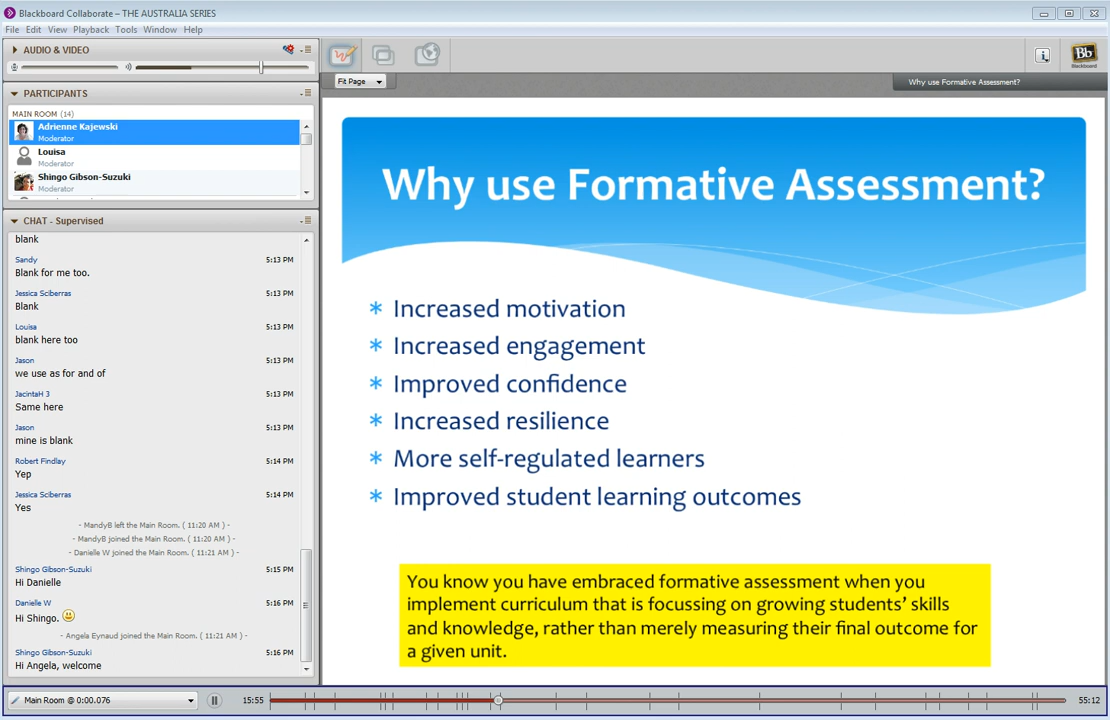 Blackboard Collaborate – THE AUSTRALIA SERIES
File Edit View Playback Tools Window Help
AUDIO & VIDEO
PARTICIPANTS
MAIN ROOM (14)
Adrienne Kajewski
Moderator
Louisa
Moderator
Shingo Gibson-Suzuki
Moderator
CHAT - Supervised
blank
Sandy 5:13 PM
Blank for me too.
Jessica Sciberras 5:13 PM
Blank
Louisa 5:13 PM
blank here too
Jason 5:13 PM
we use as for and of
JacintaH 3 5:13 PM
Same here
Jason 5:13 PM
mine is blank
Robert Findlay 5:14 PM
Yep
Jessica Sciberras 5:14 PM
Yes
- MandyB left the Main Room. ( 11:20 AM ) -
- MandyB joined the Main Room. ( 11:20 AM ) -
- Danielle W joined the Main Room. ( 11:21 AM ) -
Shingo Gibson-Suzuki 5:15 PM
Hi Danielle
Danielle W 5:16 PM
Hi Shingo.
- Angela Eynaud joined the Main Room. ( 11:21 AM ) -
Shingo Gibson-Suzuki 5:16 PM
Hi Angela, welcome
Main Room @ 0:00.076
15:55
55:12
Fit Page
Why use Formative Assessment?
Bb
Blackboard
Why use Formative Assessment?
* Increased motivation
* Increased engagement
* Improved confidence
* Increased resilience
* More self-regulated learners
* Improved student learning outcomes
You know you have embraced formative assessment when you
implement curriculum that is focussing on growing students’ skills
and knowledge, rather than merely measuring their final outcome for
a given unit.